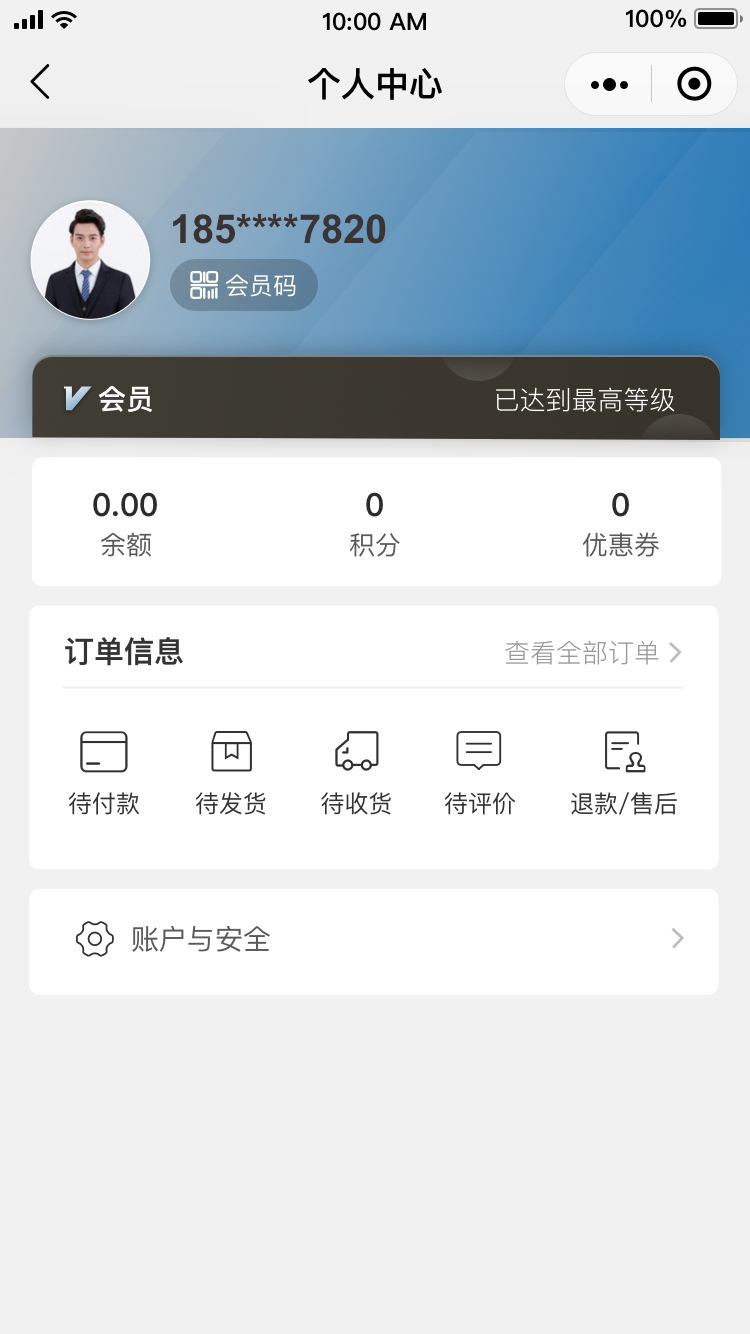 10:00 AM
100%
个人中心
185****7820
会员码
V 会员
已达到最高等级
0.00
0
0
余额
积分
优惠券
订单信息
查看全部订单
待付款
待发货
待收货
待评价
退款/售后
账户与安全